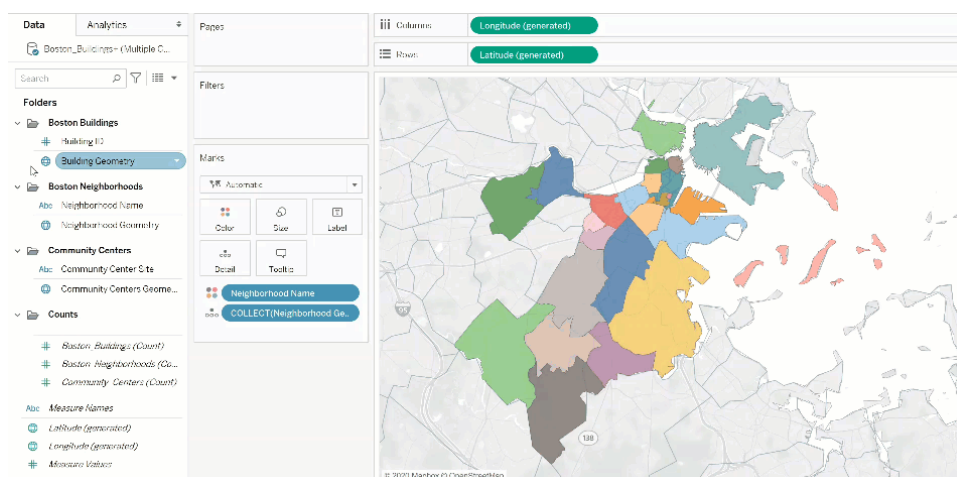 Data
Analytics
Boston_Buildings+ (Multiple C...
Search
Folders
Boston Buildings
Building ID
Building Geometry
Boston Neighborhoods
Neighborhood Name
Neighborhood Geometry
Community Centers
Community Center Site
Community Centers Geome...
Counts
Boston_Buildings (Count)
Boston_Neighborhoods (Co...
Community_Centers (Count)
Abc
Measure Names
Latitude (generated)
Longitude (generated)
Measure Values
Pages
Filters
Marks
Automatic
Color
Size
Label
Detail
Tooltip
Neighborhood Name
COLLECT(Neighborhood Ge..
Columns
Longitude (generated)
Rows
Latitude (generated)
138
© 2020 Mapbox © OpenStreetMap